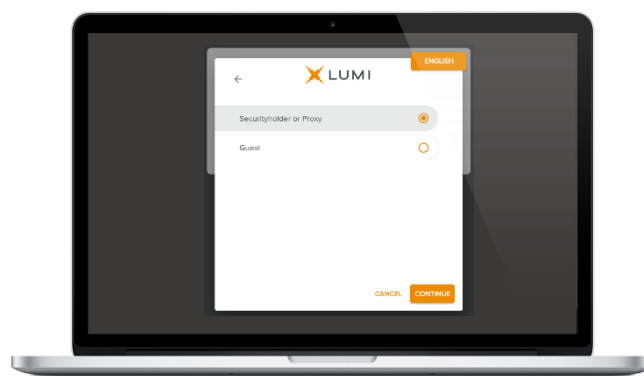 ENGLISH
LUMI
Securityholder or Proxy
Guest
CANCEL CONTINUE